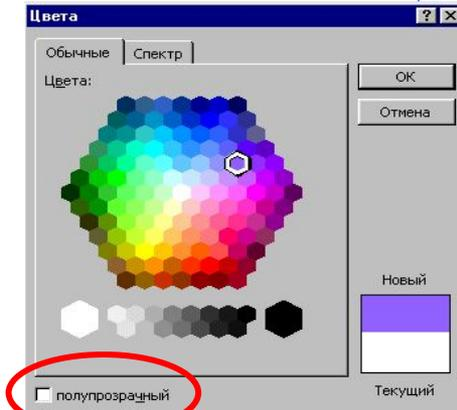 Цвета
Обычные
Спектр
Цвета:
ОК
Отмена
Новый
Текущий
полупрозрачный